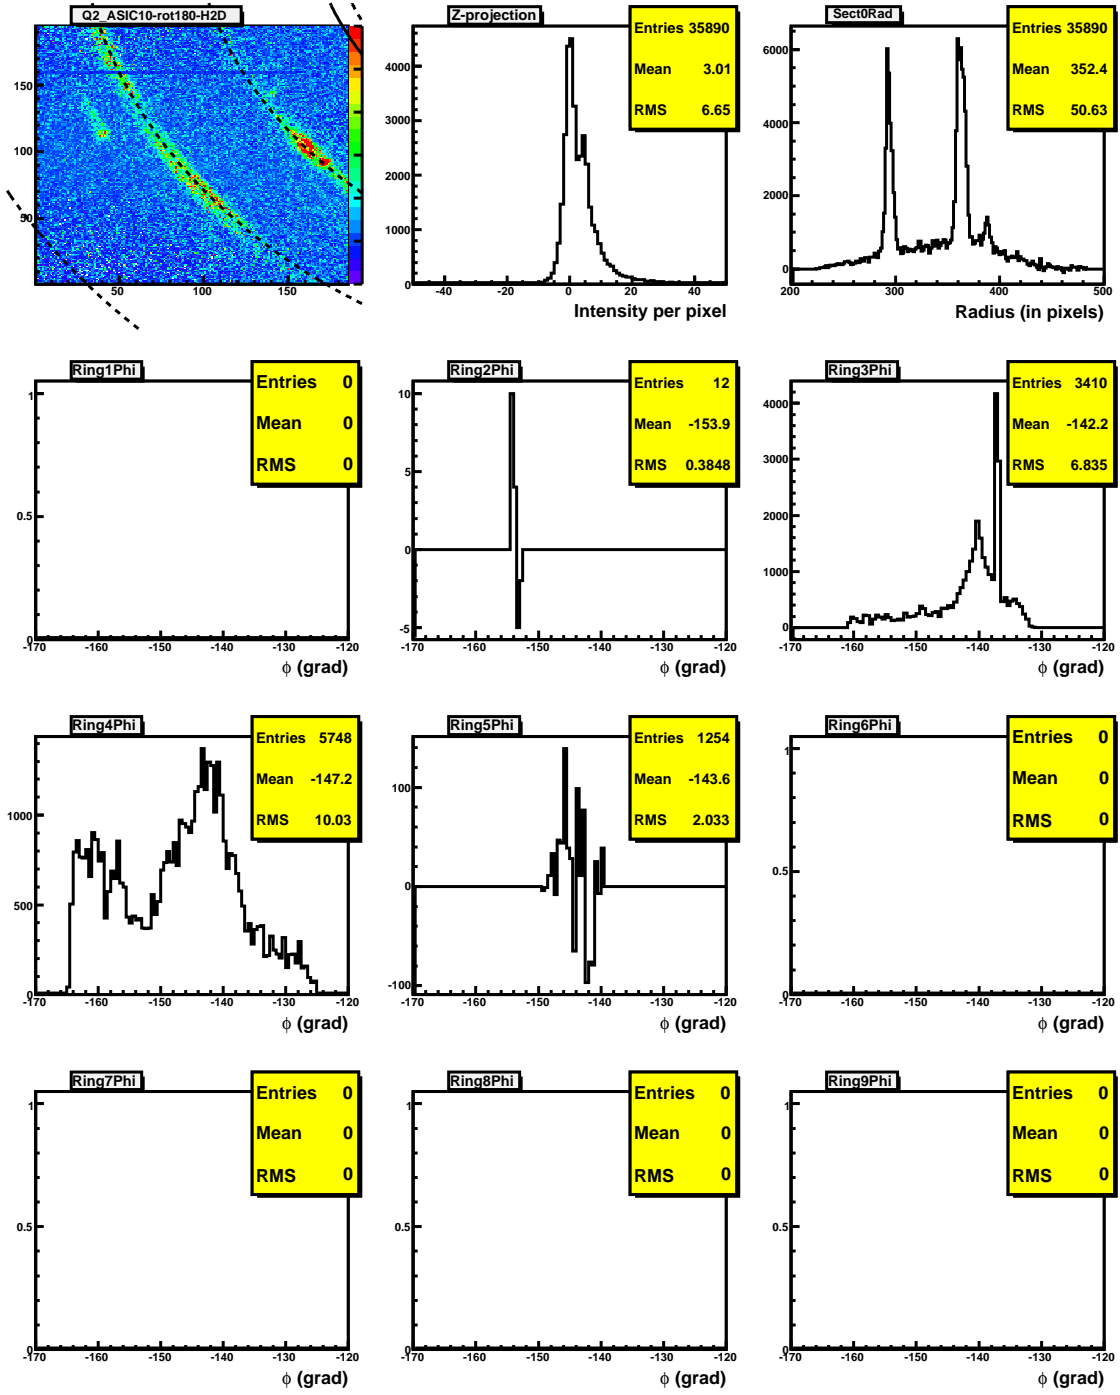 Q2_ASIC10-rot180-H2D
150
100
50
50 100 150
Z-projection
Entries 35890
Mean 3.01
RMS 6.65
4000
3000
2000
1000
0
-40 -20 0 20 40
Intensity per pixel
Sect0Rad
Entries 35890
Mean 352.4
RMS 50.63
6000
4000
2000
0
200 300 400 500
Radius (in pixels)
Ring1Phi
Entries 0
Mean 0
RMS 0
1
0.5
0
-170 -160 -150 -140 -130 -120
ϕ (grad)
Ring2Phi
Entries 12
Mean -153.9
RMS 0.3848
10
5
0
-5
-170 -160 -150 -140 -130 -120
ϕ (grad)
Ring3Phi
Entries 3410
Mean -142.2
RMS 6.835
4000
3000
2000
1000
0
-170 -160 -150 -140 -130 -120
ϕ (grad)
Ring4Phi
Entries 5748
Mean -147.2
RMS 10.03
1000
500
0
-170 -160 -150 -140 -130 -120
ϕ (grad)
Ring5Phi
Entries 1254
Mean -143.6
RMS 2.033
100
0
-100
-170 -160 -150 -140 -130 -120
ϕ (grad)
Ring6Phi
Entries 0
Mean 0
RMS 0
1
0.5
0
-170 -160 -150 -140 -130 -120
ϕ (grad)
Ring7Phi
Entries 0
Mean 0
RMS 0
1
0.5
0
-170 -160 -150 -140 -130 -120
ϕ (grad)
Ring8Phi
Entries 0
Mean 0
RMS 0
1
0.5
0
-170 -160 -150 -140 -130 -120
ϕ (grad)
Ring9Phi
Entries 0
Mean 0
RMS 0
1
0.5
0
-170 -160 -150 -140 -130 -120
ϕ (grad)